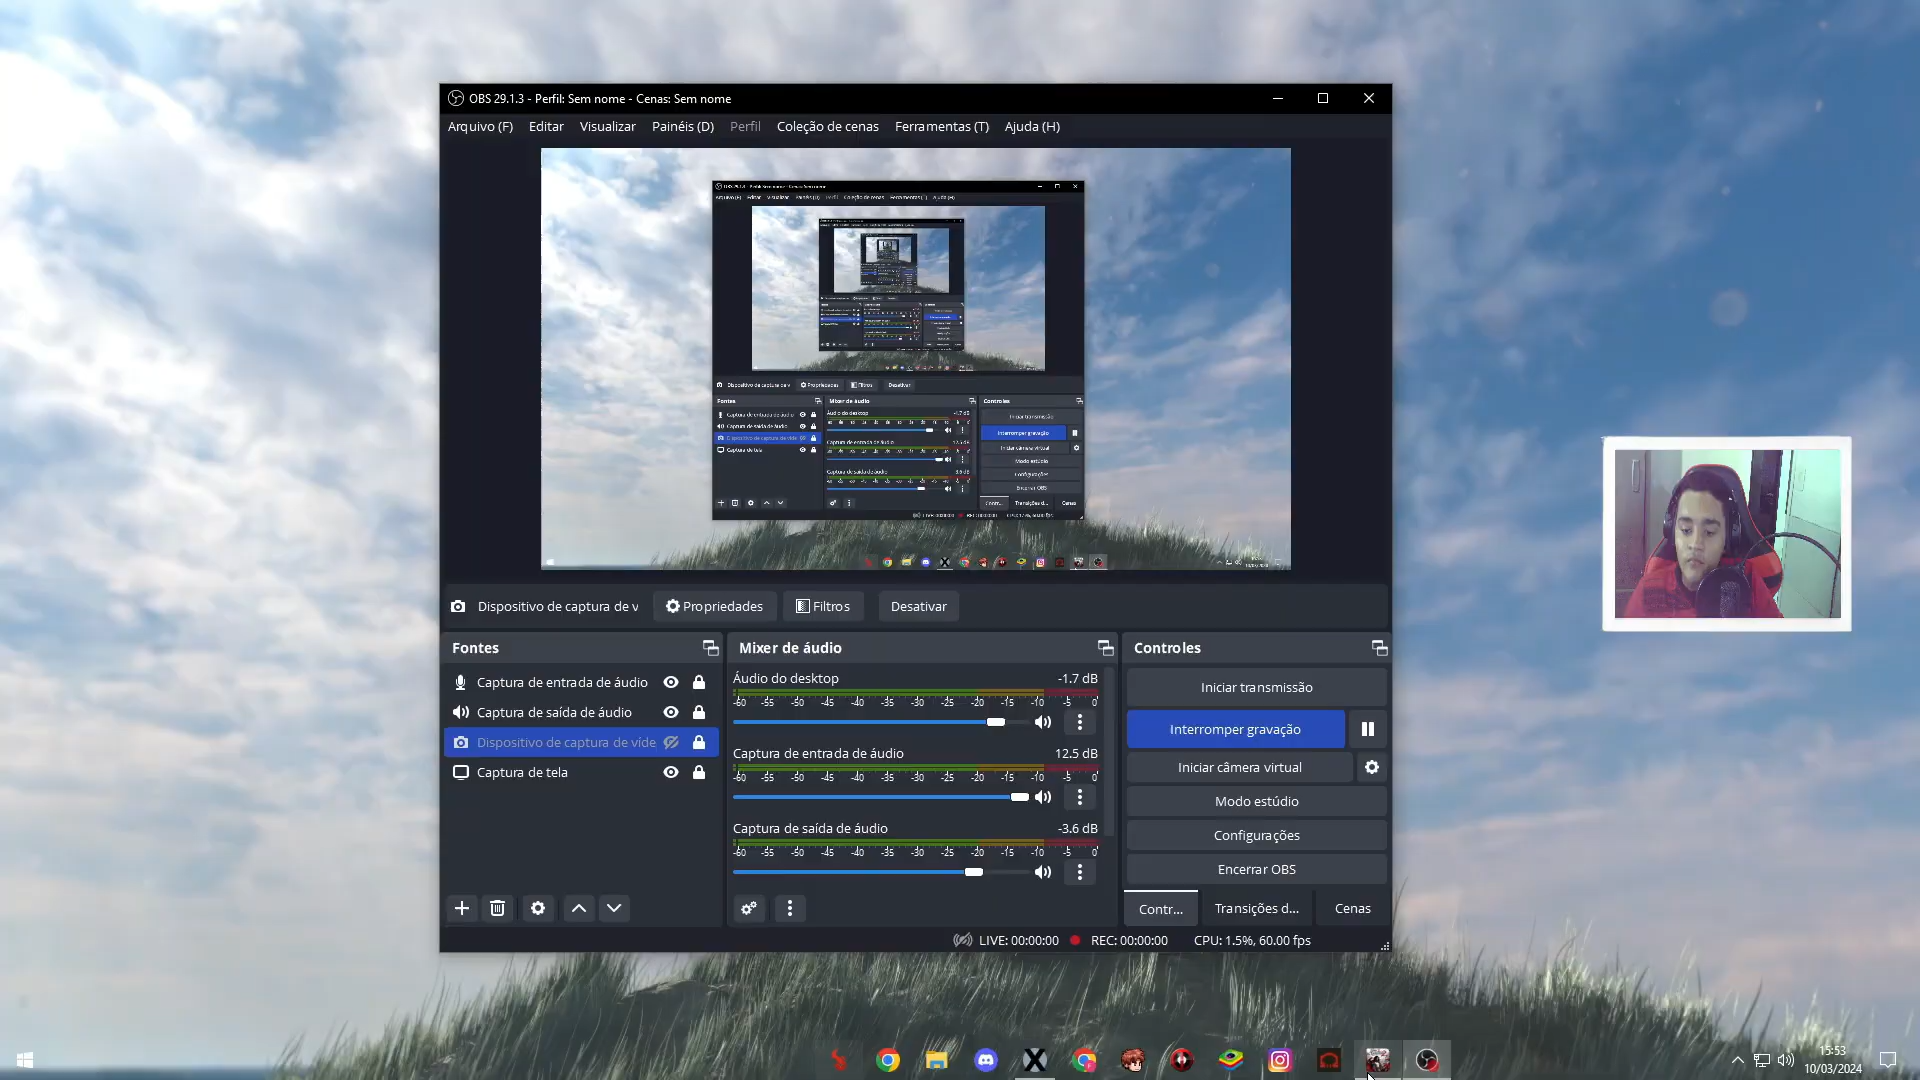 OBS 29.1.3 - Perfil: Sem nome - Cenas: Sem nome
Arquivo (F) Editar Visualizar Painéis (D) Perfil Coleção de cenas Ferramentas (T) Ajuda (H)
Dispositivo de captura de v Propriedades Filtros Desativar
Fontes
Captura de entrada de áudio
Captura de saída de áudio
Dispositivo de captura de víde
Captura de tela
Mixer de áudio
Áudio do desktop -1.7 dB
-60 -55 -50 -45 -40 -35 -30 -25 -20 -15 -10 -5 0
Captura de entrada de áudio 12.5 dB
-60 -55 -50 -45 -40 -35 -30 -25 -20 -15 -10 -5 0
Captura de saída de áudio -3.6 dB
-60 -55 -50 -45 -40 -35 -30 -25 -20 -15 -10 -5 0
Controles
Iniciar transmissão
Interromper gravação
Iniciar câmera virtual
Modo estúdio
Configurações
Encerrar OBS
Contr... Transições d... Cenas
LIVE: 00:00:00 REC: 00:00:00 CPU: 1.5%, 60.00 fps
15:53
10/03/2024